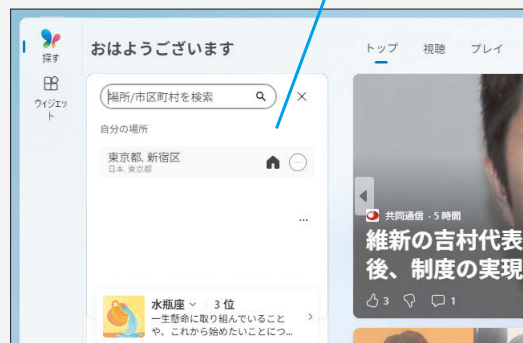 探す
ウィジェッ
ト
おはようございます
場所/市区町村を検索
自分の場所
東京都, 新宿区
日本, 東京都
...
水瓶座
3 位
一生懸命に取り組んでいること
や、これから始めたいことにつ...
トップ 視聴 プレイ
共同通信 · 5 時間
維新の吉村代表
後、制度の実現
3
1